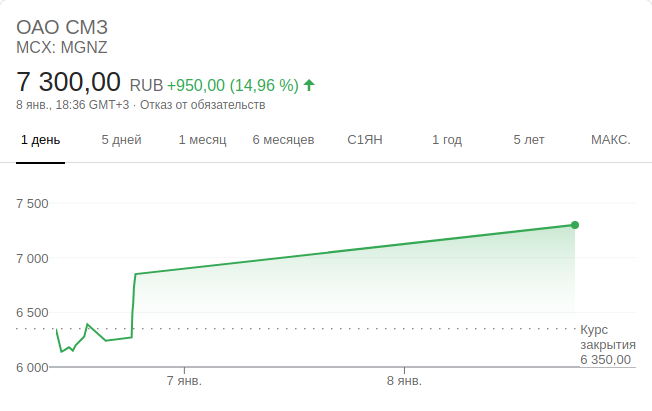 ОАО СМЗ
MCX: MGNZ
7 300,00 RUB +950,00 (14,96 %)
8 янв., 18:36 GMT+3 · Отказ от обязательств
1 день 5 дней 1 месяц 6 месяцев С1ЯН 1 год 5 лет МАКС.
7 500
7 000
6 500
Курс
закрытия
6 350,00
6 000
7 янв. 8 янв.